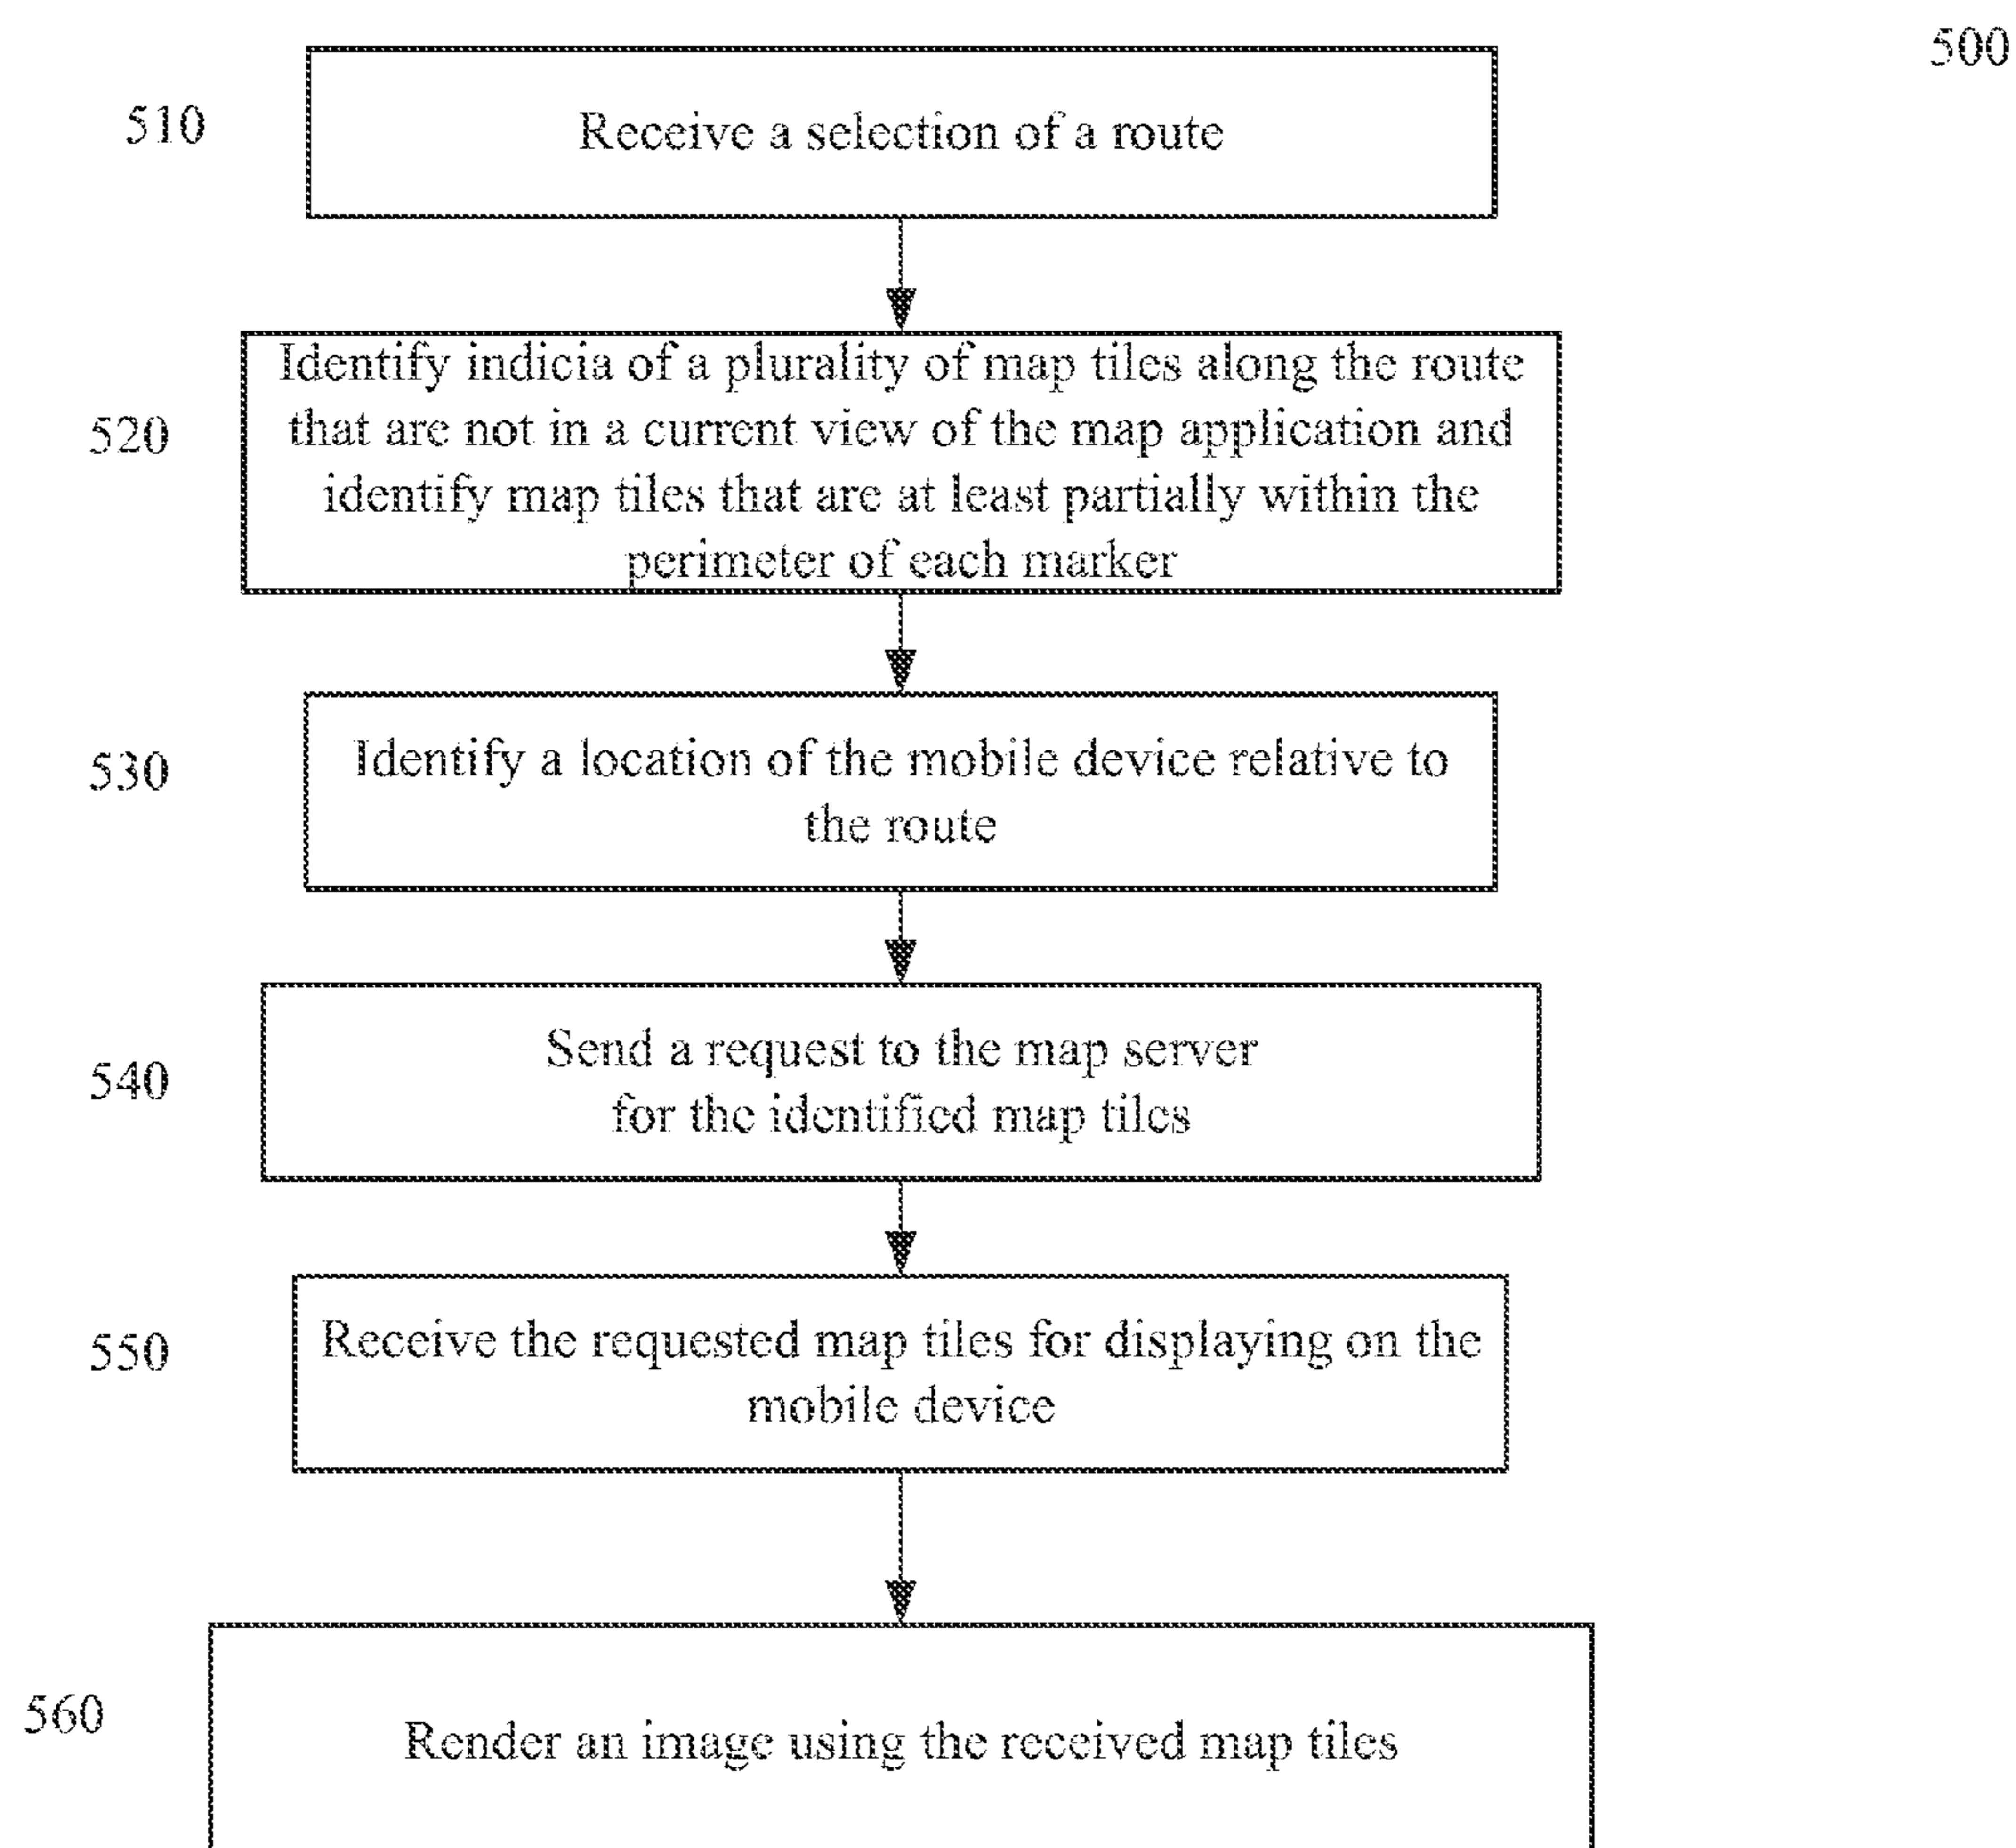 500
510
Receive a selection of a route
520
Identify indicia of a plurality of map tiles along the route
that are not in a current view of the map application and
identify map tiles that are at least partially within the
perimeter of each marker
530
Identify a location of the mobile device relative to
the route
540
Send a request to the map server
for the identified map tiles
550
Receive the requested map tiles for displaying on the
mobile device
560
Render an image using the received map tiles